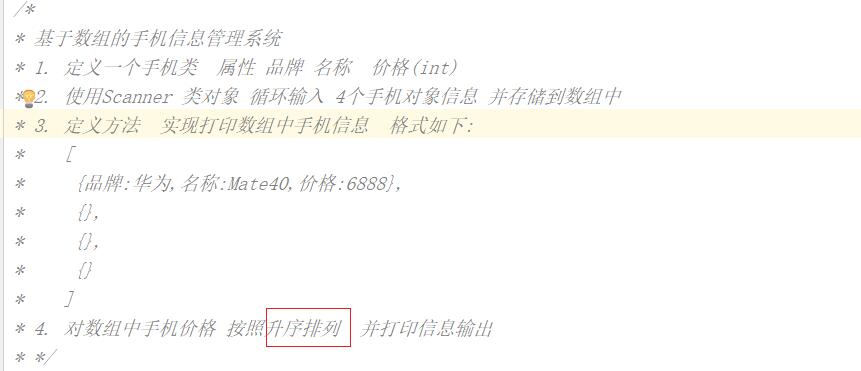 /*
* 基于数组的手机信息管理系统
* 1. 定义一个手机类  属性 品牌 名称  价格(int)
* 2. 使用Scanner 类对象 循环输入 4个手机对象信息 并存储到数组中
* 3. 定义方法  实现打印数组中手机信息  格式如下:
*    [
*     {品牌:华为,名称:Mate40,价格:6888},
*     {},
*     {},
*     {}
*    ]
* 4. 对数组中手机价格 按照升序排列  并打印信息输出
* */